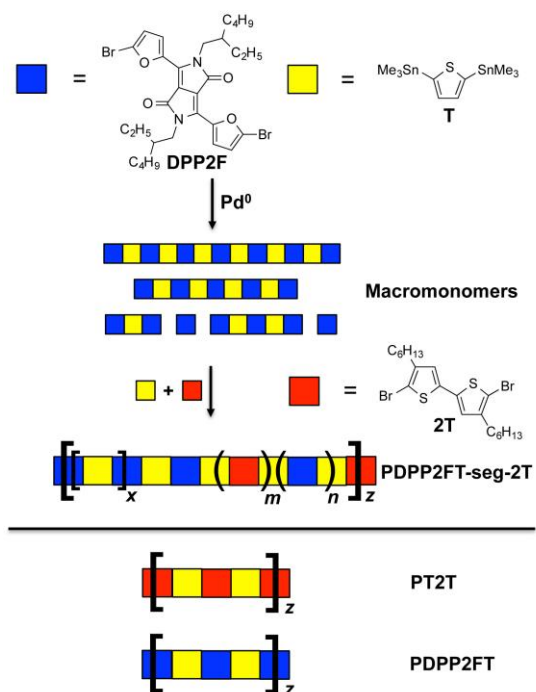 =
Br
O
C₄H₉
C₂H₅
N
O
O
N
C₂H₅
C₄H₉
O
Br
DPP2F
=
Me₃Sn
S
SnMe₃
T
Pd⁰
Macromonomers
+
=
C₆H₁₃
Br
S
S
Br
C₆H₁₃
2T
[ [ ]x ( )m ( )n ]z
PDPP2FT-seg-2T
[ ]z
PT2T
[ ]z
PDPP2FT